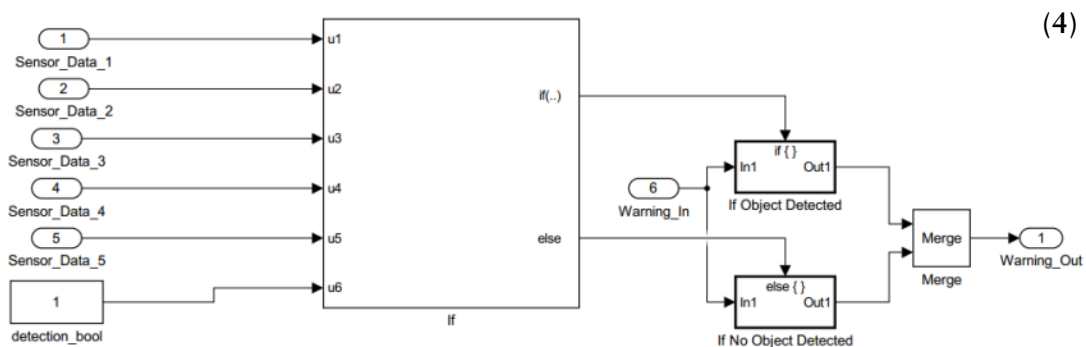 (4)
1
Sensor_Data_1
2
Sensor_Data_2
3
Sensor_Data_3
4
Sensor_Data_4
5
Sensor_Data_5
1
detection_bool
u1
u2
u3
u4
u5
u6
if(..)
else
If
6
Warning_In
if { }
In1 Out1
If Object Detected
else { }
In1 Out1
If No Object Detected
Merge
Merge
1
Warning_Out